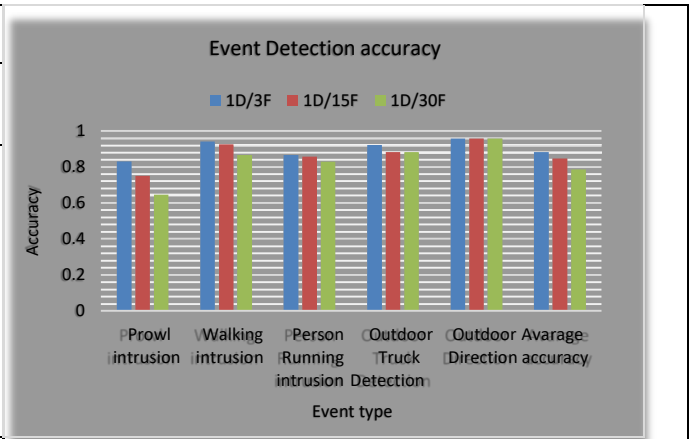 Event Detection accuracy
1D/3F 1D/15F 1D/30F
1
0.8
0.6
0.4
0.2
0
Accuracy
Prowl intrusion
Walking intrusion
Person Running intrusion
Outdoor Truck Detection
Outdoor Direction
Avarage accuracy
Event type